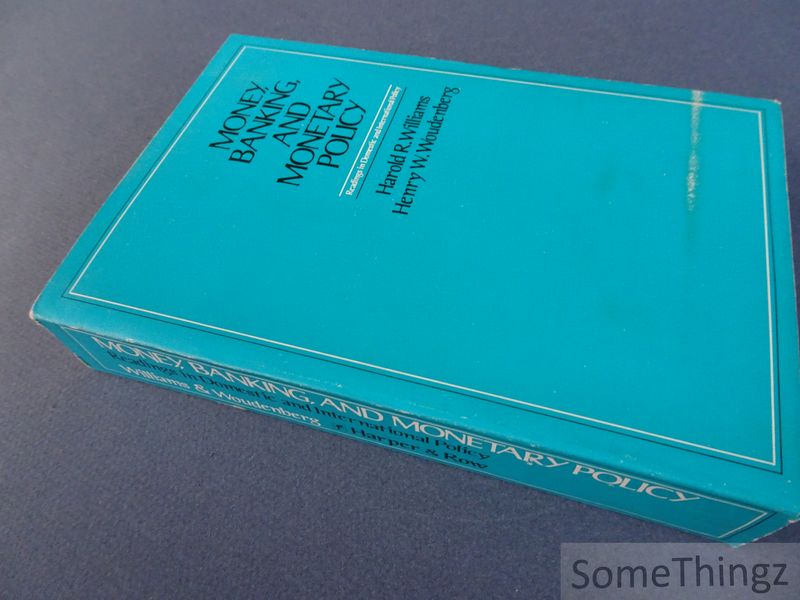 MONEY,
BANKING,
AND
MONETARY
POLICY
Readings in Domestic and International Policy
Harold R. Williams
Henry W. Woudenberg
MONEY, BANKING, AND MONETARY POLICY
Readings in Domestic and International Policy
Williams & Woudenberg Harper & Row
SomeThingz